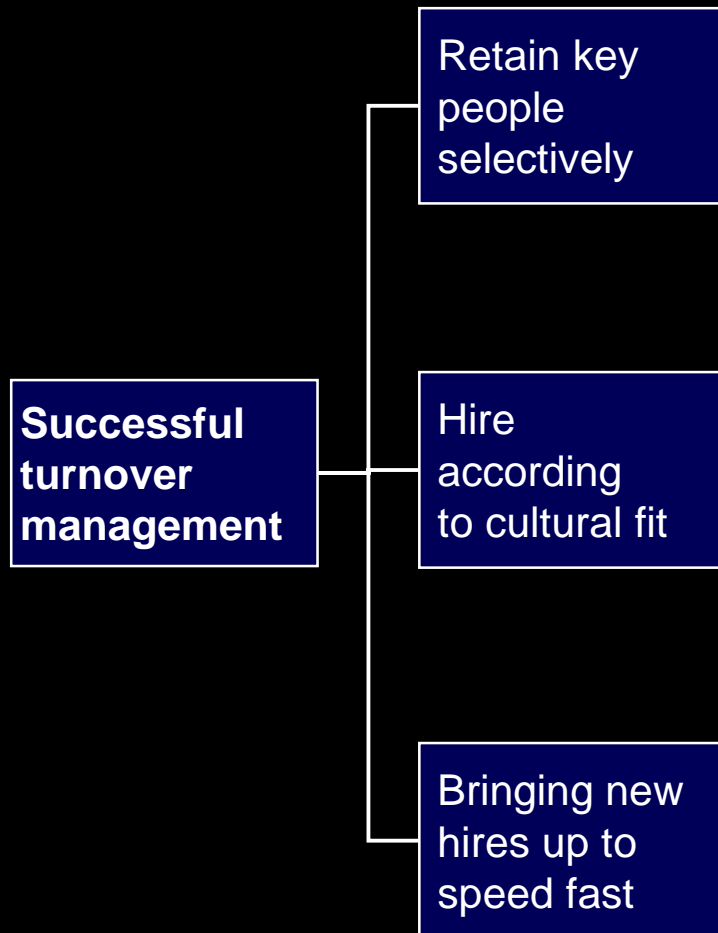 Retain key
people
selectively
Successful
turnover
management
Hire
according
to cultural fit
Bringing new
hires up to
speed fast